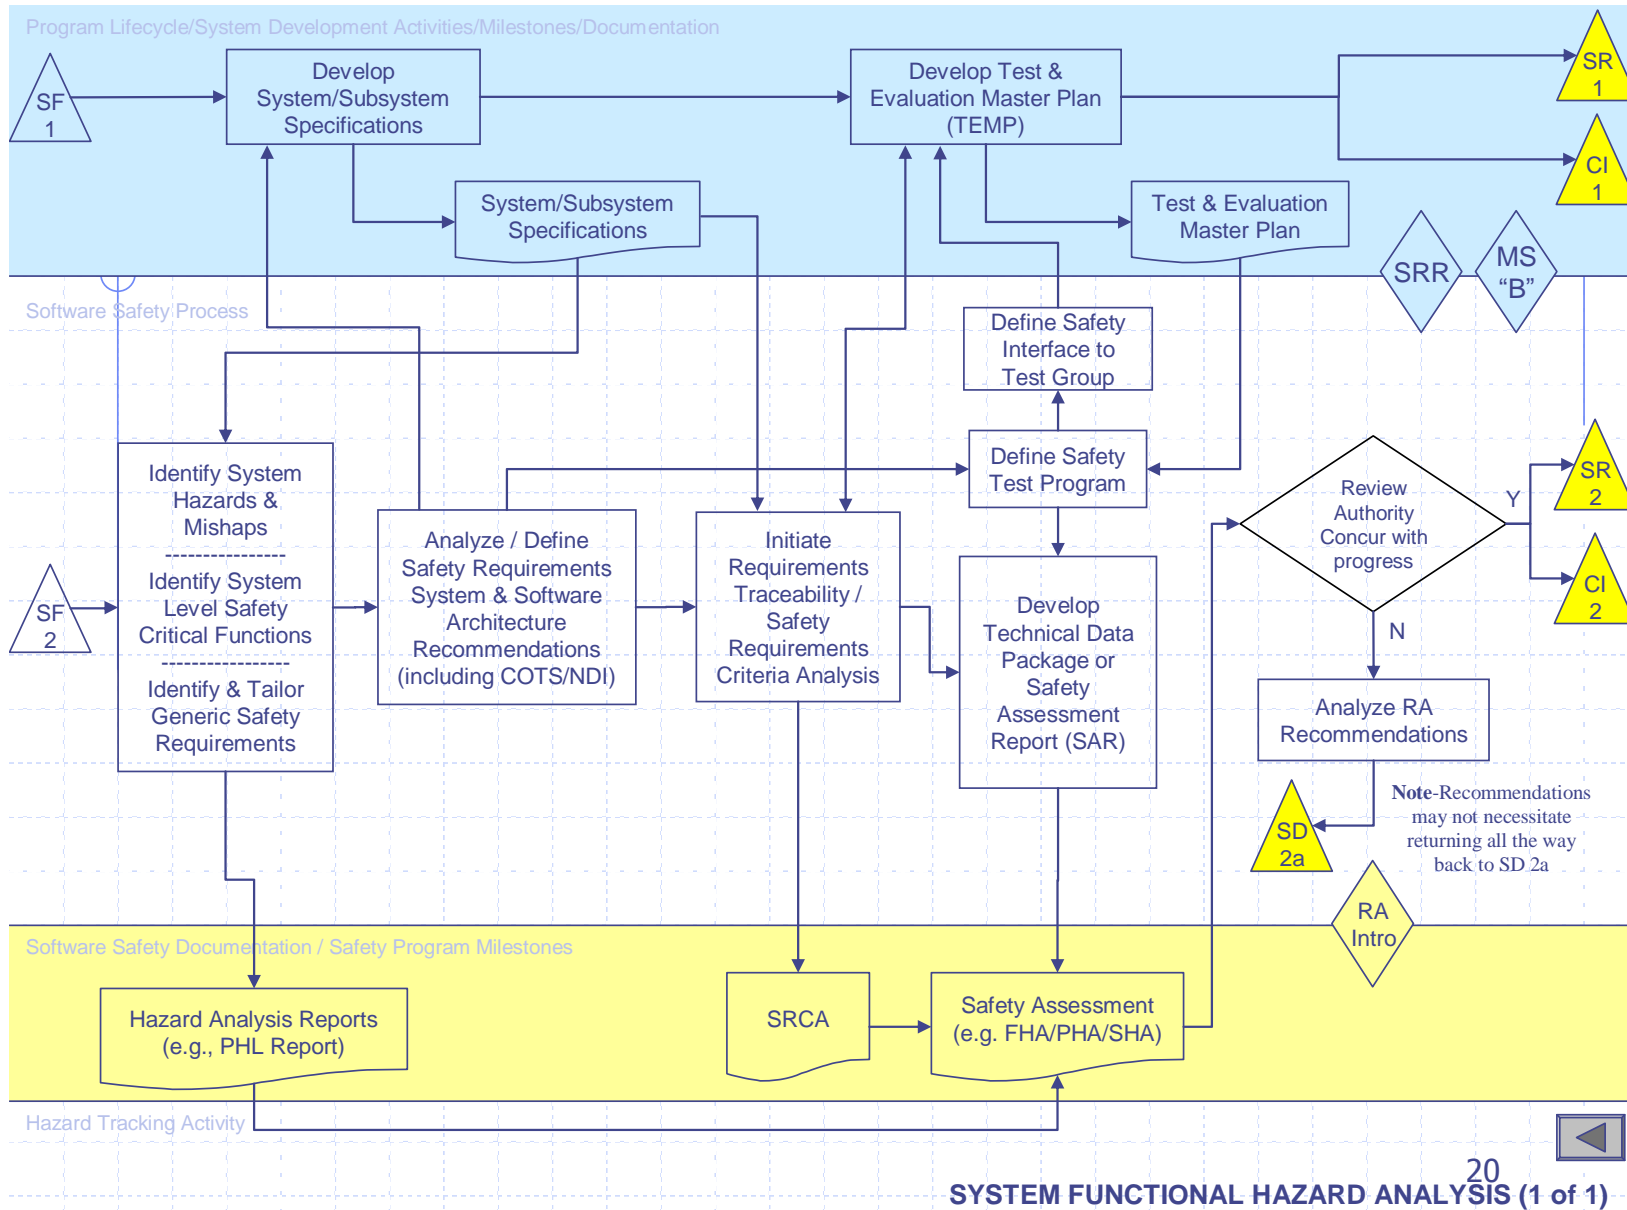 Program Lifecycle/System Development Activities/Milestones/Documentation
SF
1
Develop
System/Subsystem
Specifications
Develop Test &
Evaluation Master Plan
(TEMP)
SR
1
CI
1
System/Subsystem
Specifications
Test & Evaluation
Master Plan
SRR
MS
“B”
Software Safety Process
Define Safety
Interface to
Test Group
Define Safety
Test Program
Identify System
Hazards &
Mishaps
---------------
Identify System
Level Safety
Critical Functions
----------------
Identify & Tailor
Generic Safety
Requirements
SF
2
Analyze / Define
Safety Requirements
System & Software
Architecture
Recommendations
(including COTS/NDI)
Initiate
Requirements
Traceability /
Safety
Requirements
Criteria Analysis
Develop
Technical Data
Package or
Safety
Assessment
Report (SAR)
Review
Authority
Concur with
progress
Y
N
SR
2
CI
2
Analyze RA
Recommendations
SD
2a
Note-Recommendations
may not necessitate
returning all the way
back to SD 2a
RA
Intro
Software Safety Documentation / Safety Program Milestones
Hazard Analysis Reports
(e.g., PHL Report)
SRCA
Safety Assessment
(e.g. FHA/PHA/SHA)
Hazard Tracking Activity
20
SYSTEM FUNCTIONAL HAZARD ANALYSIS (1 of 1)